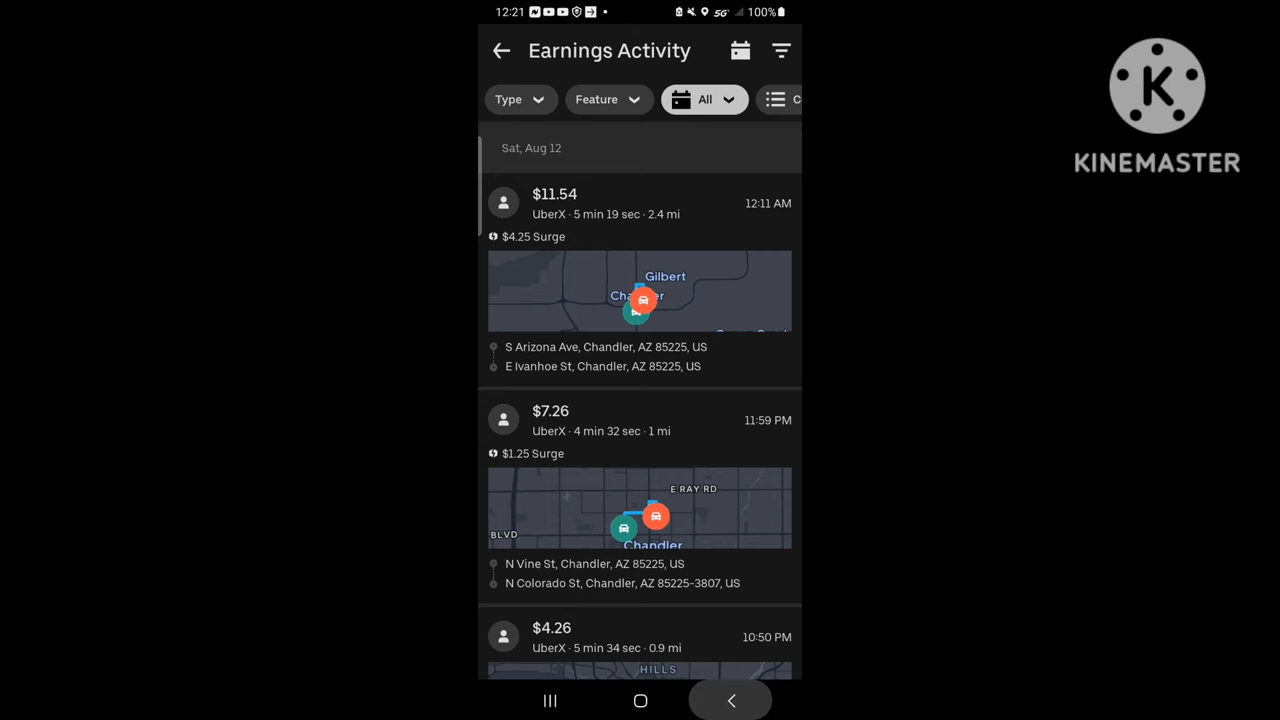 12:21
5G
100%
Earnings Activity
Type
Feature
All
C
Sat, Aug 12
$11.54
UberX · 5 min 19 sec · 2.4 mi
12:11 AM
$4.25 Surge
Gilbert
S Arizona Ave, Chandler, AZ 85225, US
E Ivanhoe St, Chandler, AZ 85225, US
$7.26
UberX · 4 min 32 sec · 1 mi
11:59 PM
$1.25 Surge
E RAY RD
BLVD
Chandler
N Vine St, Chandler, AZ 85225, US
N Colorado St, Chandler, AZ 85225-3807, US
$4.26
UberX · 5 min 34 sec · 0.9 mi
10:50 PM
HILLS
K
KINEMASTER